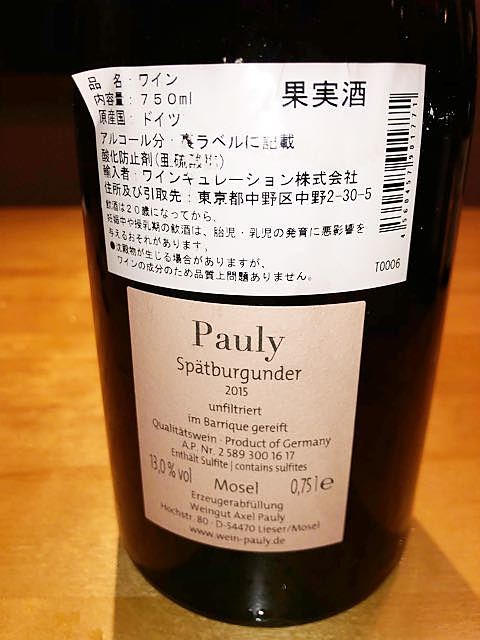 品 名：ワイン
内容量：750ml
果実酒
原産国：ドイツ
アルコール分：裏ラベルに記載
酸化防止剤(亜硫酸塩)
輸入者：ワインキュレーション株式会社
住所及び引取先：東京都中野区中野2-30-5
飲酒は20歳になってから。
妊娠中や授乳期の飲酒は、胎児・乳児の発育に悪影響を
与えるおそれがあります。
●沈殿物が生じる場合がありますが、
ワインの成分のため品質上問題ありません。
T0006
4560457901771
Pauly
Spätburgunder
2015
unfiltriert
im Barrique gereift
Qualitätswein · Product of Germany
A.P. Nr. 2 589 300 16 17
Enthält Sulfite | contains sulfites
13,0 % vol
Mosel
0,75 l e
Erzeugerabfüllung
Weingut Axel Pauly
Hochstr. 80 · D-54470 Lieser/Mosel
www.wein-pauly.de